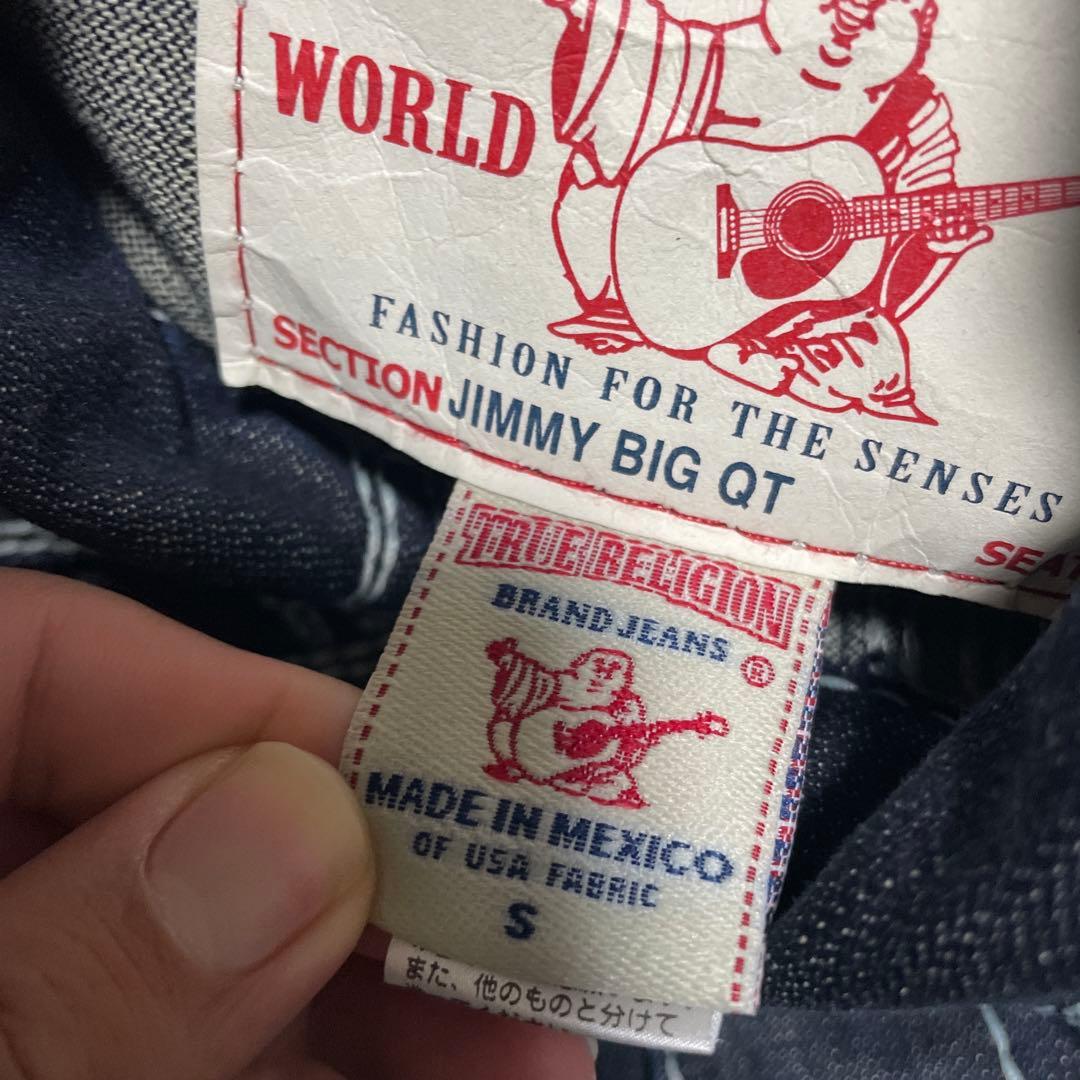 WORLD
FASHION FOR THE SENSES
SECTION JIMMY BIG QT
TRUE RELIGION
BRAND JEANS
®
MADE IN MEXICO
OF USA FABRIC
S
また、他のものと分けて